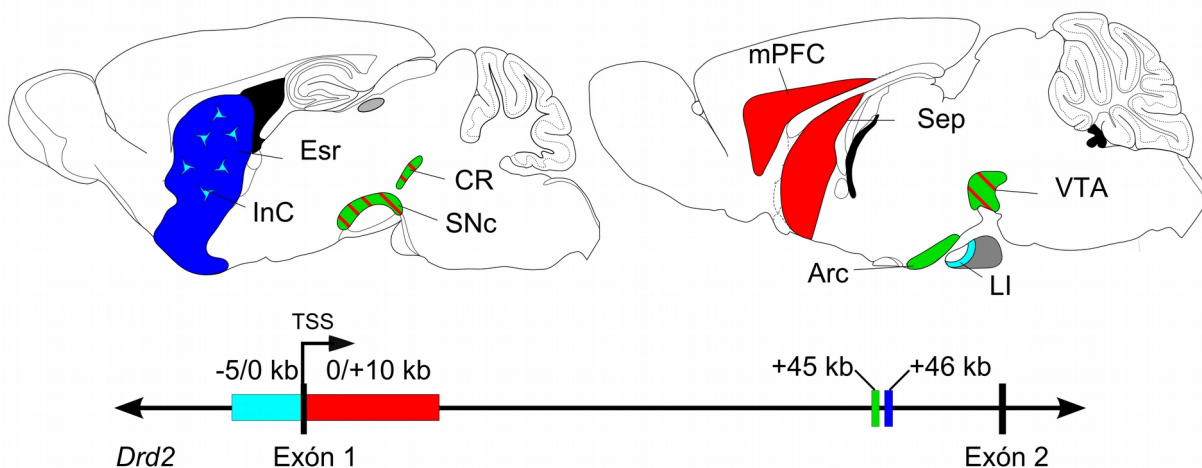 mPFC
Sep
Esr
CR
VTA
InC
SNc
Arc
LI
TSS
-5/0 kb
0/+10 kb
+45 kb
+46 kb
Drd2
Exón 1
Exón 2